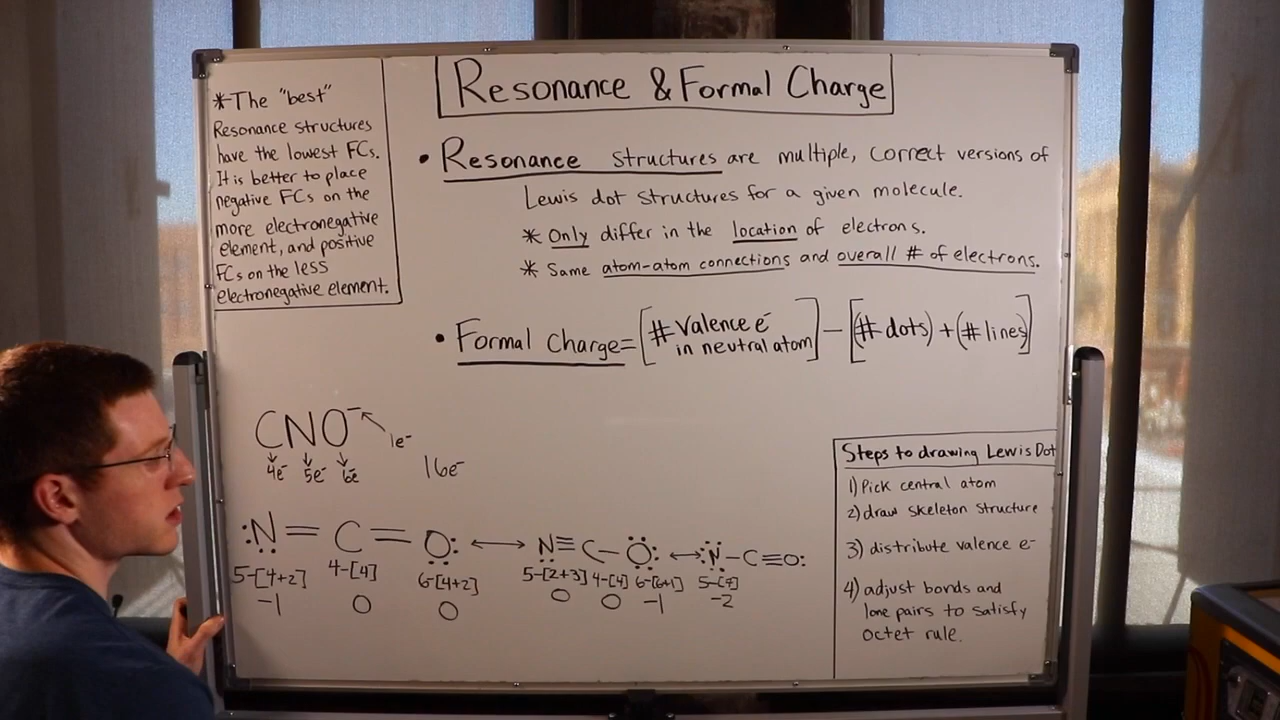 Resonance & Formal Charge
*The "best"
Resonance structures
have the lowest FCs.
It is better to place
negative FCs on the
more electronegative
element, and positive
FCs on the less
electronegative element.
• Resonance structures are multiple, correct versions of
Lewis dot structures for a given molecule.
* Only differ in the location of electrons.
* Same atom-atom connections and overall # of electrons.
• Formal Charge = [# Valence e⁻ in neutral atom] − [(# dots) + (# lines)]
CNO⁻ 1e⁻
4e⁻ 5e⁻ 6e⁻ 16e⁻
:N̤=C=O̤: ↔ N̤≡C–Ö̤: ↔ :N̤̈–C≡O:
5-[4+2] 4-[4] 6-[4+2] 5-[2+3] 4-[4] 6-[6+1] 5-[7]
-1 0 0 0 0 -1 -2
Steps to drawing Lewis Dot
1) Pick central atom
2) draw skeleton structure
3) distribute valence e⁻
4) adjust bonds and
lone pairs to satisfy
octet rule.